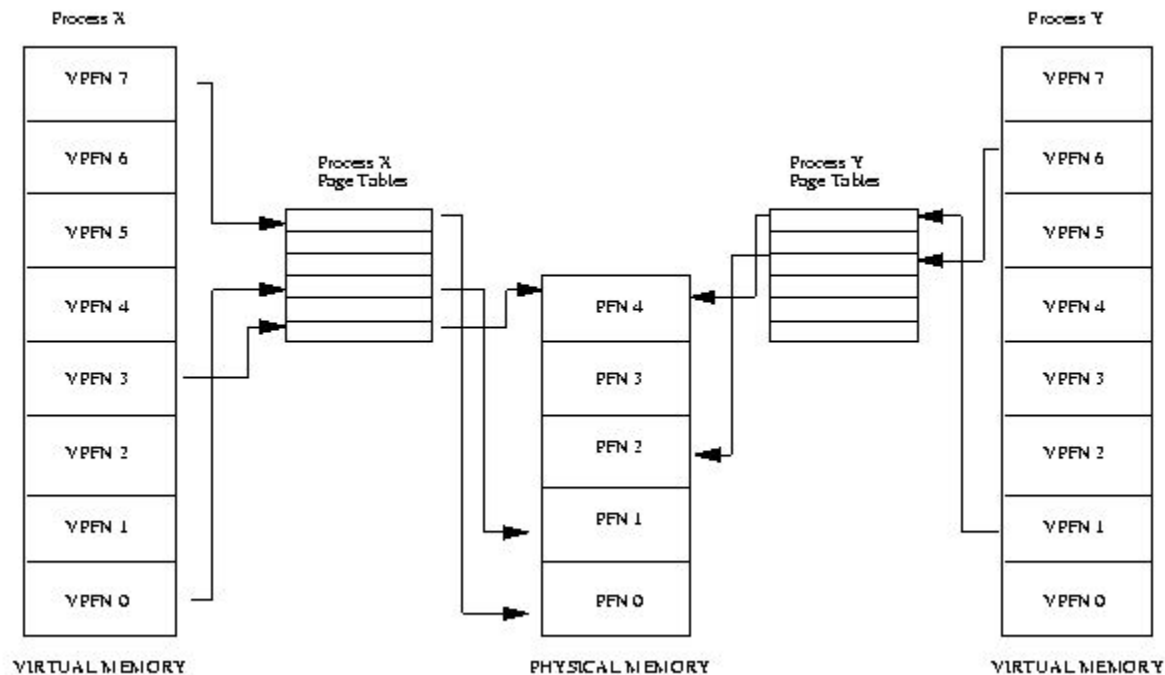 Process X
Process Y
VPFN 7
VPFN 6
VPFN 5
VPFN 4
VPFN 3
VPFN 2
VPFN 1
VPFN 0
VIRTUAL MEMORY
Process X
Page Tables
PFN 4
PFN 3
PFN 2
PFN 1
PFN 0
PHYSICAL MEMORY
Process Y
Page Tables
VPFN 7
VPFN 6
VPFN 5
VPFN 4
VPFN 3
VPFN 2
VPFN 1
VPFN 0
VIRTUAL MEMORY